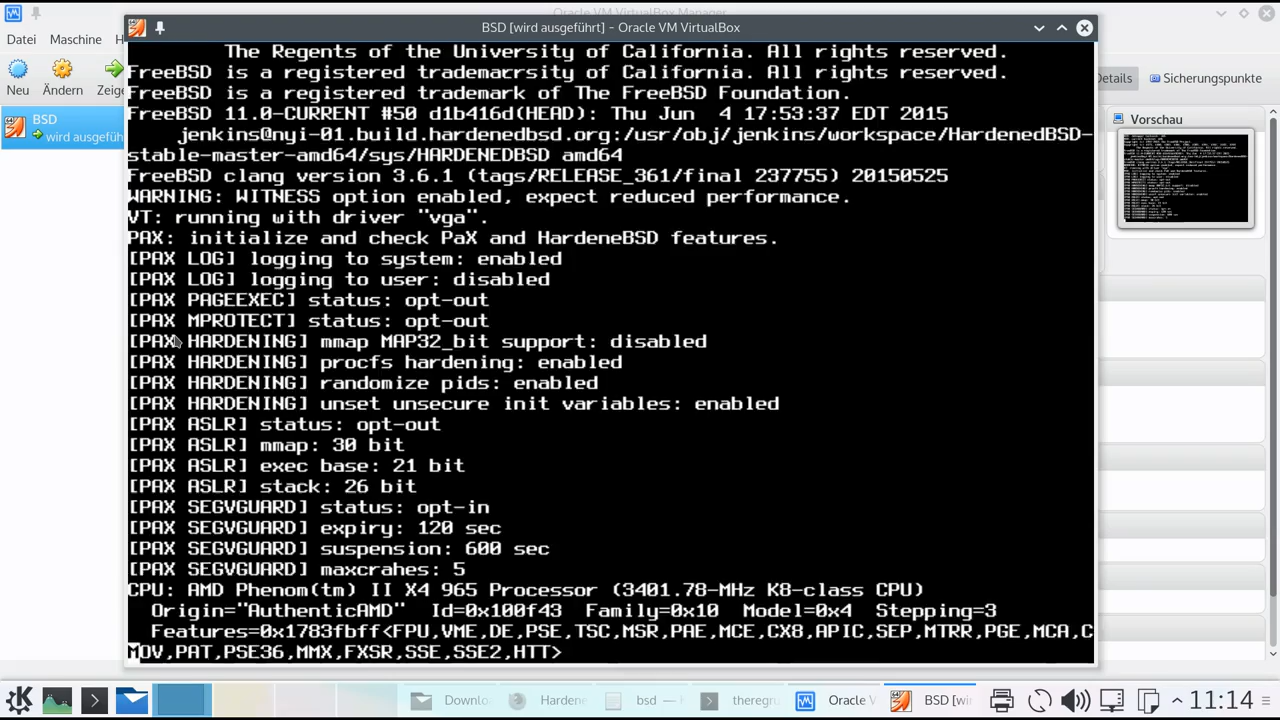 Oracle VM VirtualBox Manager
BSD [wird ausgeführt] - Oracle VM VirtualBox
Datei Maschine H
Neu Ändern Zeige
Details Sicherungspunkte
BSD
wird ausgeführ
Vorschau
The Regents of the University of California. All rights reserved.
FreeBSD is a registered trademacrsity of California. All rights reserved.
FreeBSD is a registered trademark of The FreeBSD Foundation.
FreeBSD 11.0-CURRENT #50 d1b416d(HEAD): Thu Jun  4 17:53:37 EDT 2015
jenkins@nyi-01.build.hardenedbsd.org:/usr/obj/jenkins/workspace/HardenedBSD-
stable-master-amd64/sys/HARDENEDBSD amd64
FreeBSD clang version 3.6.1 (tags/RELEASE_361/final 237755) 20150525
WARNING: WITNESS option enabled, expect reduced performance.
VT: running with driver "vga".
PAX: initialize and check PaX and HardeneBSD features.
[PAX LOG] logging to system: enabled
[PAX LOG] logging to user: disabled
[PAX PAGEEXEC] status: opt-out
[PAX MPROTECT] status: opt-out
[PAX HARDENING] mmap MAP32_bit support: disabled
[PAX HARDENING] procfs hardening: enabled
[PAX HARDENING] randomize pids: enabled
[PAX HARDENING] unset unsecure init variables: enabled
[PAX ASLR] status: opt-out
[PAX ASLR] mmap: 30 bit
[PAX ASLR] exec base: 21 bit
[PAX ASLR] stack: 26 bit
[PAX SEGVGUARD] status: opt-in
[PAX SEGVGUARD] expiry: 120 sec
[PAX SEGVGUARD] suspension: 600 sec
[PAX SEGVGUARD] maxcrahes: 5
CPU: AMD Phenom(tm) II X4 965 Processor (3401.78-MHz K8-class CPU)
Origin="AuthenticAMD"  Id=0x100f43  Family=0x10  Model=0x4  Stepping=3
Features=0x1783fbff<FPU,VME,DE,PSE,TSC,MSR,PAE,MCE,CX8,APIC,SEP,MTRR,PGE,MCA,C
MOV,PAT,PSE36,MMX,FXSR,SSE,SSE2,HTT>
Downlo Hardene bsd — theregru Oracle V BSD [wi 11:14